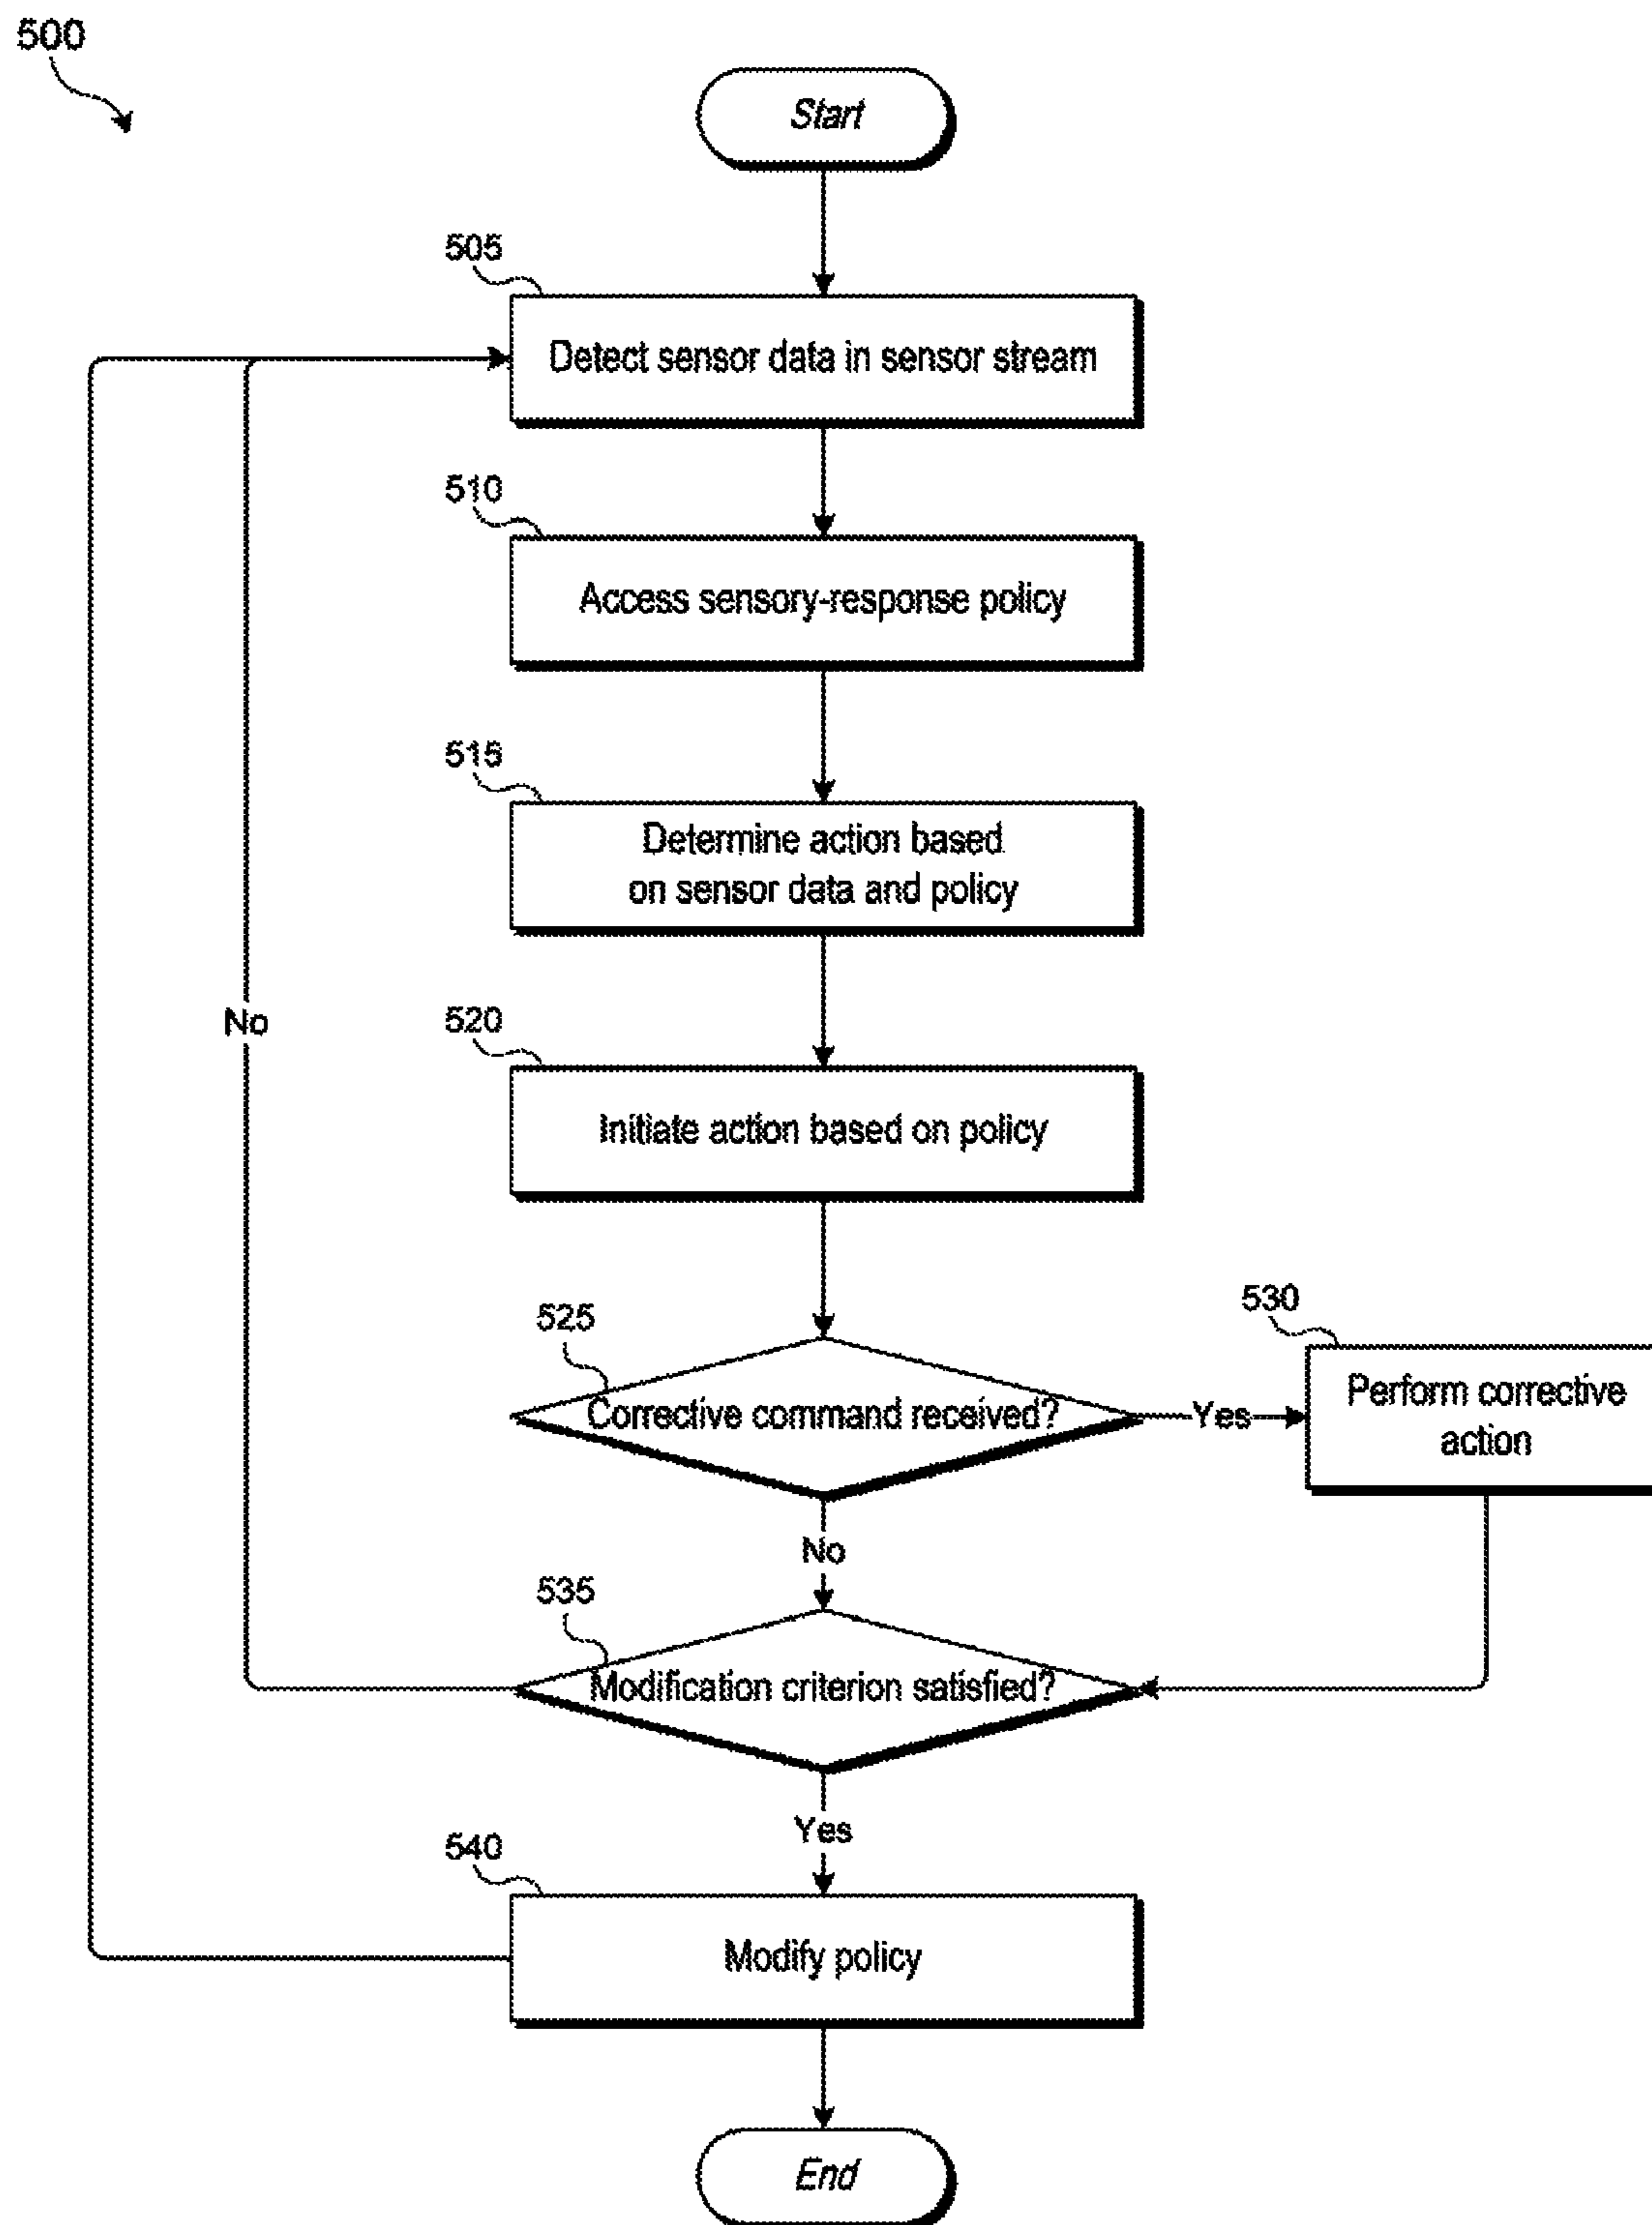 500
Start
505
Detect sensor data in sensor stream
510
Access sensory-response policy
515
Determine action based
on sensor data and policy
No
520
Initiate action based on policy
525
Corrective command received?
Yes
530
Perform corrective
action
No
535
Modification criterion satisfied?
Yes
540
Modify policy
End